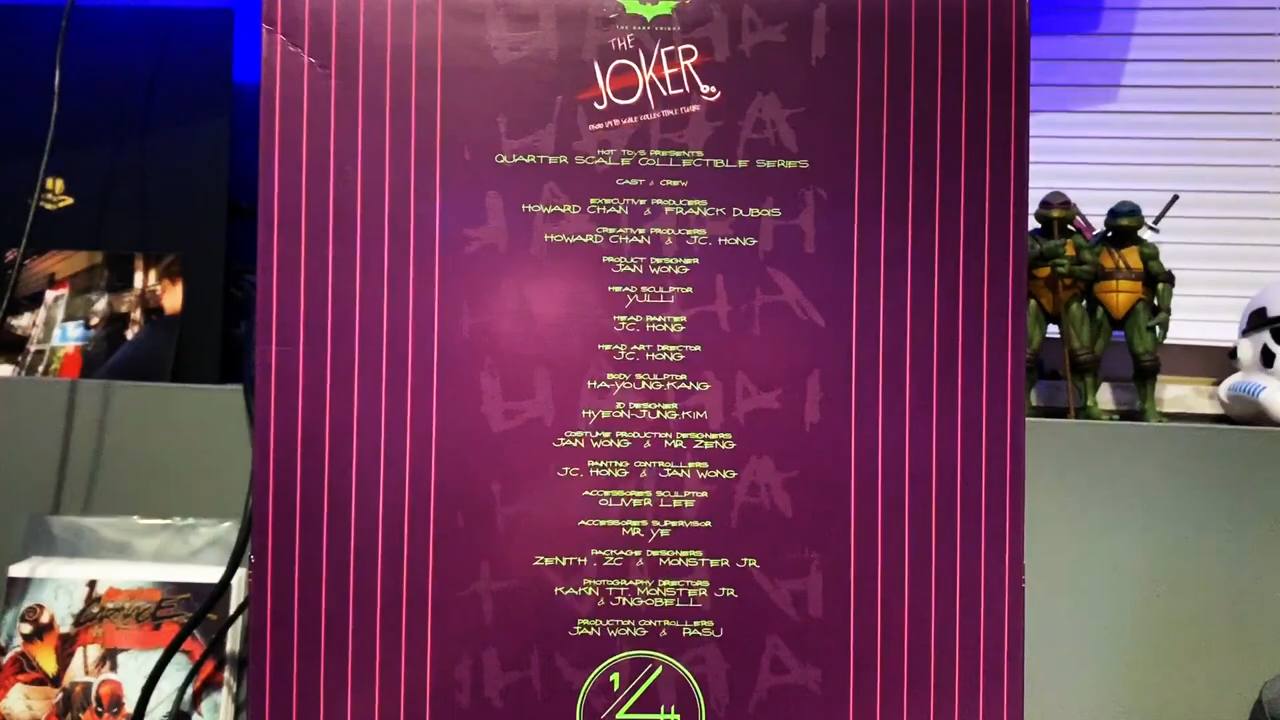 THE DARK KNIGHT
THE
JOKER
HOT TOYS PRESENTS
QUARTER SCALE COLLECTIBLE SERIES
CAST & CREW
EXECUTIVE PRODUCERS
HOWARD CHAN & FRANCK DUBOIS
CREATIVE PRODUCERS
HOWARD CHAN & JC. HONG
PRODUCT DESIGNER
JAN WONG
HEAD SCULPTOR
YULLI
HEAD PAINTER
JC. HONG
HEAD ART DIRECTOR
JC. HONG
BODY SCULPTOR
HA-YOUNG.KANG
3D DESIGNER
HYEON-JUNG.KIM
COSTUME PRODUCTION DESIGNERS
JAN WONG & MR. ZENG
PAINTING CONTROLLERS
JC. HONG & JAN WONG
ACCESSORIES SCULPTOR
OLIVER LEE
ACCESSORIES SUPERVISOR
MR. YE
PACKAGE DESIGNERS
ZENITH . ZC & MONSTER JR.
PHOTOGRAPHY DIRECTORS
KAKIN TT. MONSTER JR.
& JINGOBELL
PRODUCTION CONTROLLERS
JAN WONG & PASU
1/4
CARNAGE